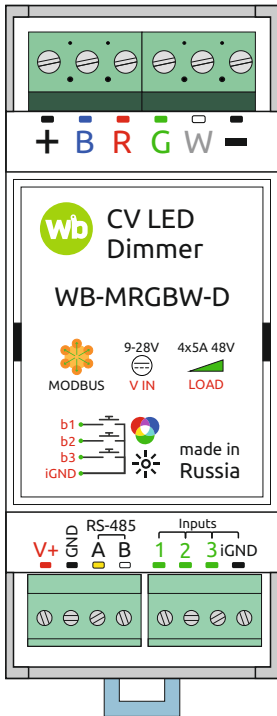 + B R G W −
wb CV LED
Dimmer
WB-MRGBW-D
9-28V 4x5A 48V
MODBUS V IN LOAD
b1
b2
b3
iGND
made in
Russia
RS-485 Inputs
V+ GND A B 1 2 3 iGND